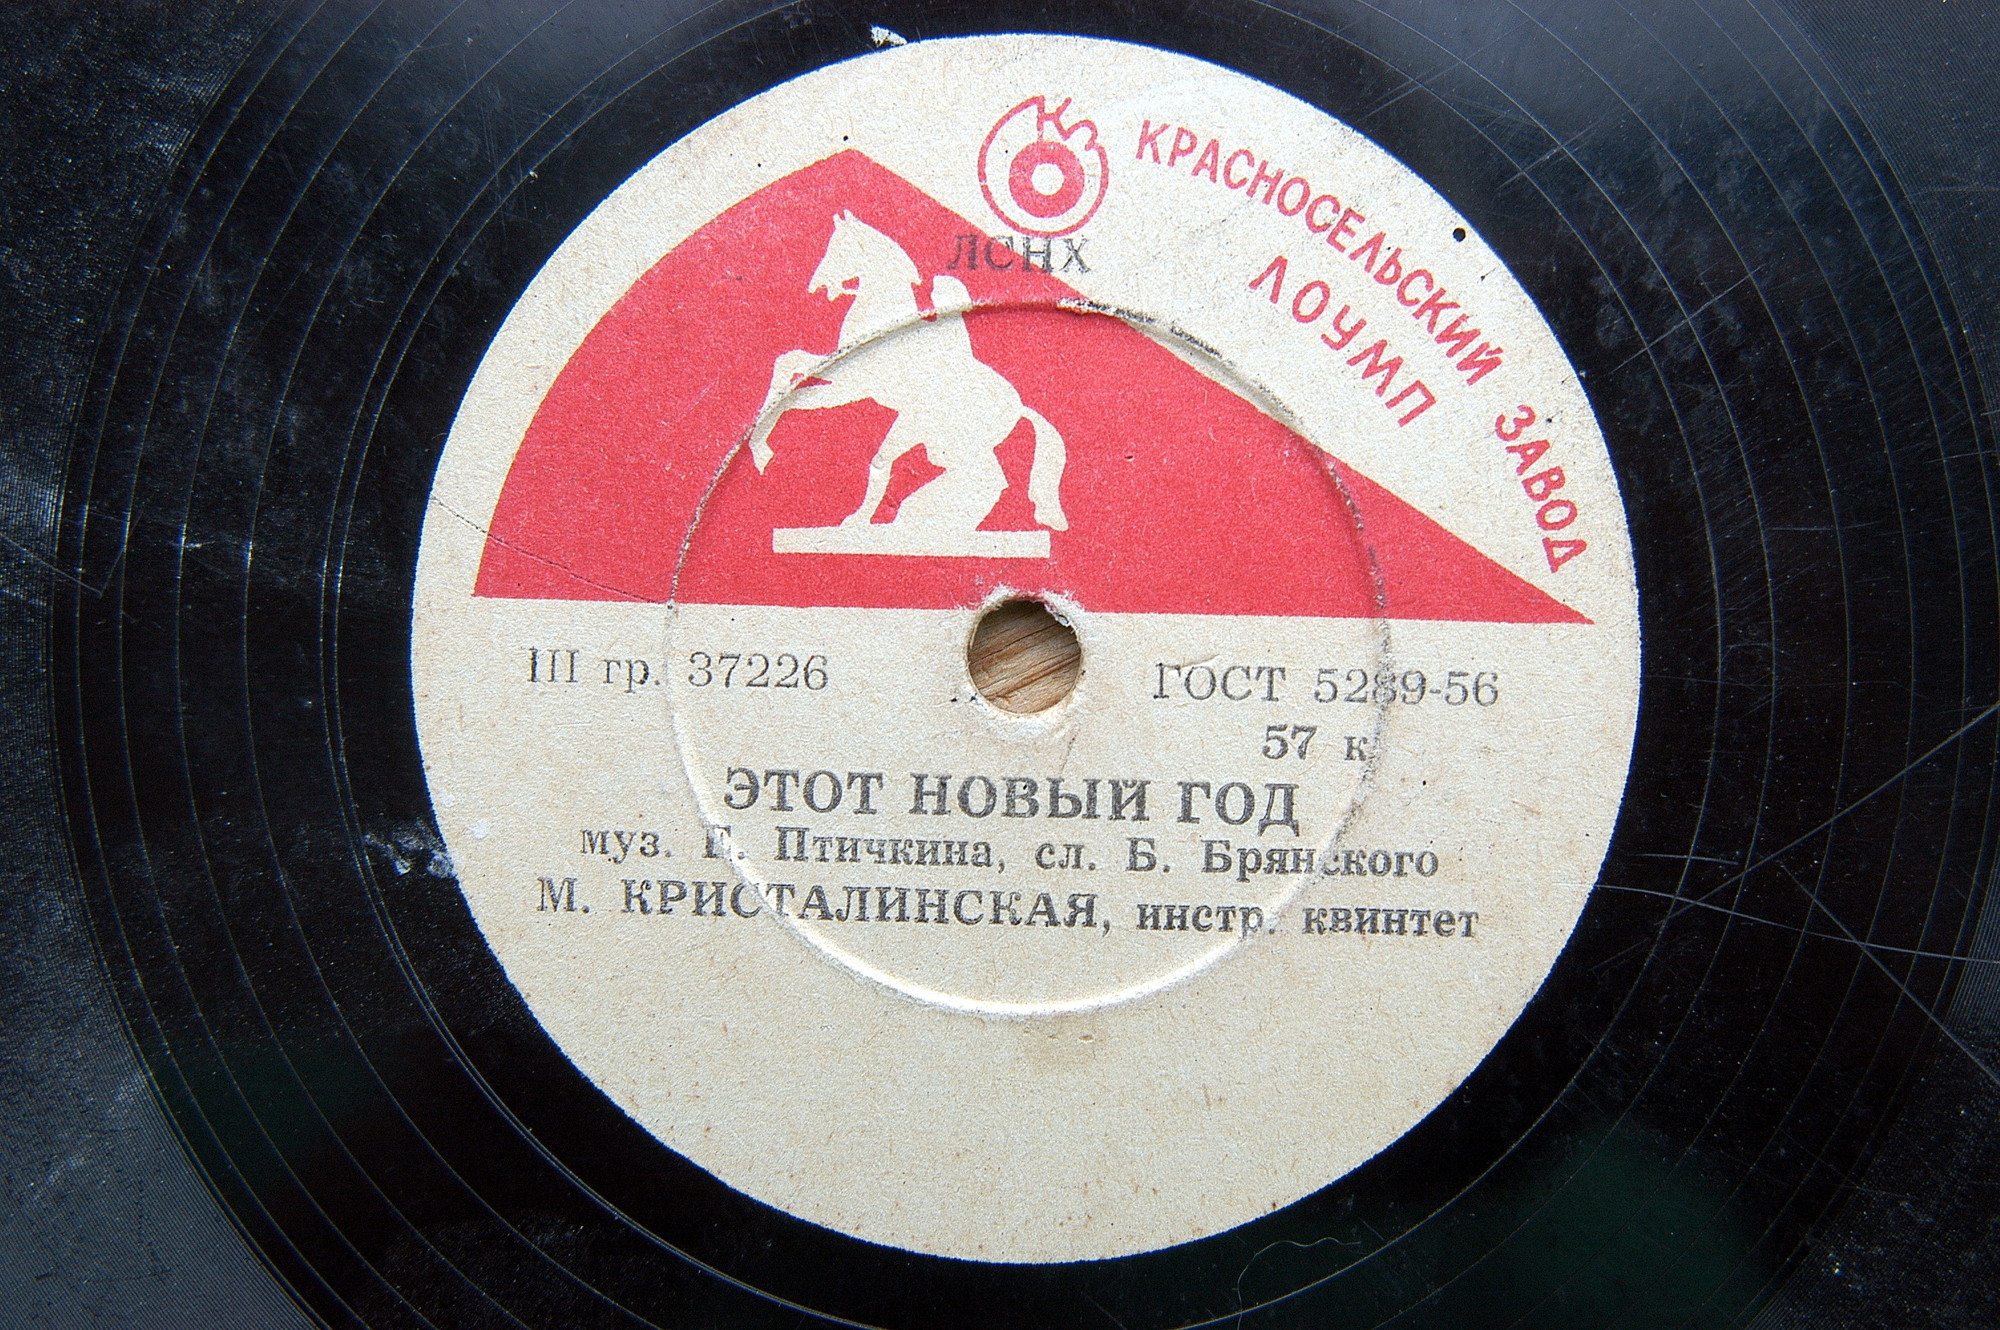 КЗ
КРАСНОСЕЛЬСКИЙ ЗАВОД
ЛОУМП
ЛСНХ
III гр. 37226
ГОСТ 5289-56
57 к
ЭТОТ НОВЫЙ ГОД
муз. Е. Птичкина, сл. Б. Брянского
М. КРИСТАЛИНСКАЯ, инстр. квинтет